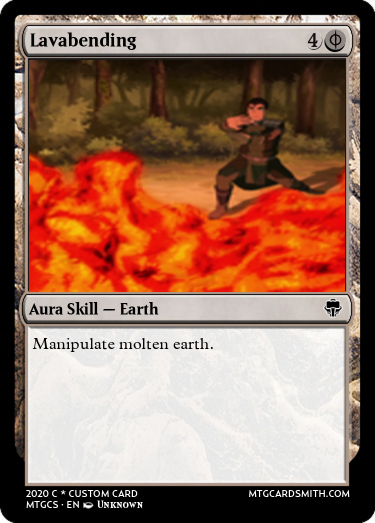 Lavabending 4
Aura Skill — Earth
Manipulate molten earth.
2020 C * CUSTOM CARD MTGCARDSMITH.COM
MTGCS · EN Unknown